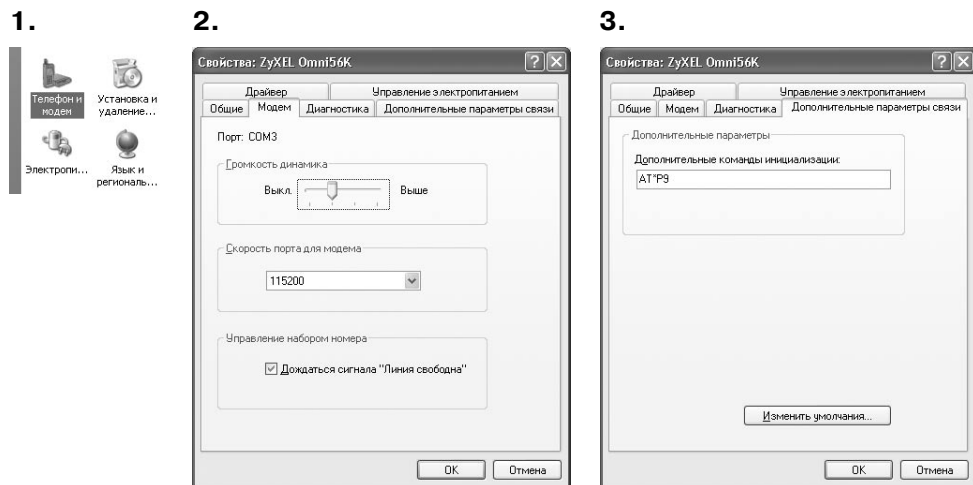 1.
Телефон и
модем
Установка и
удаление...
Электропи...
Язык и
региональ...
2.
Свойства: ZyXEL Omni56K
Драйвер
Управление электропитанием
Общие
Модем
Диагностика
Дополнительные параметры связи
Порт: COM3
Громкость динамика
Выкл.
Выше
Скорость порта для модема
115200
Управление набором номера
Дождаться сигнала "Линия свободна"
OK
Отмена
3.
Свойства: ZyXEL Omni56K
Драйвер
Управление электропитанием
Общие
Модем
Диагностика
Дополнительные параметры связи
Дополнительные параметры
Дополнительные команды инициализации:
AT*P9
Изменить умолчания...
OK
Отмена